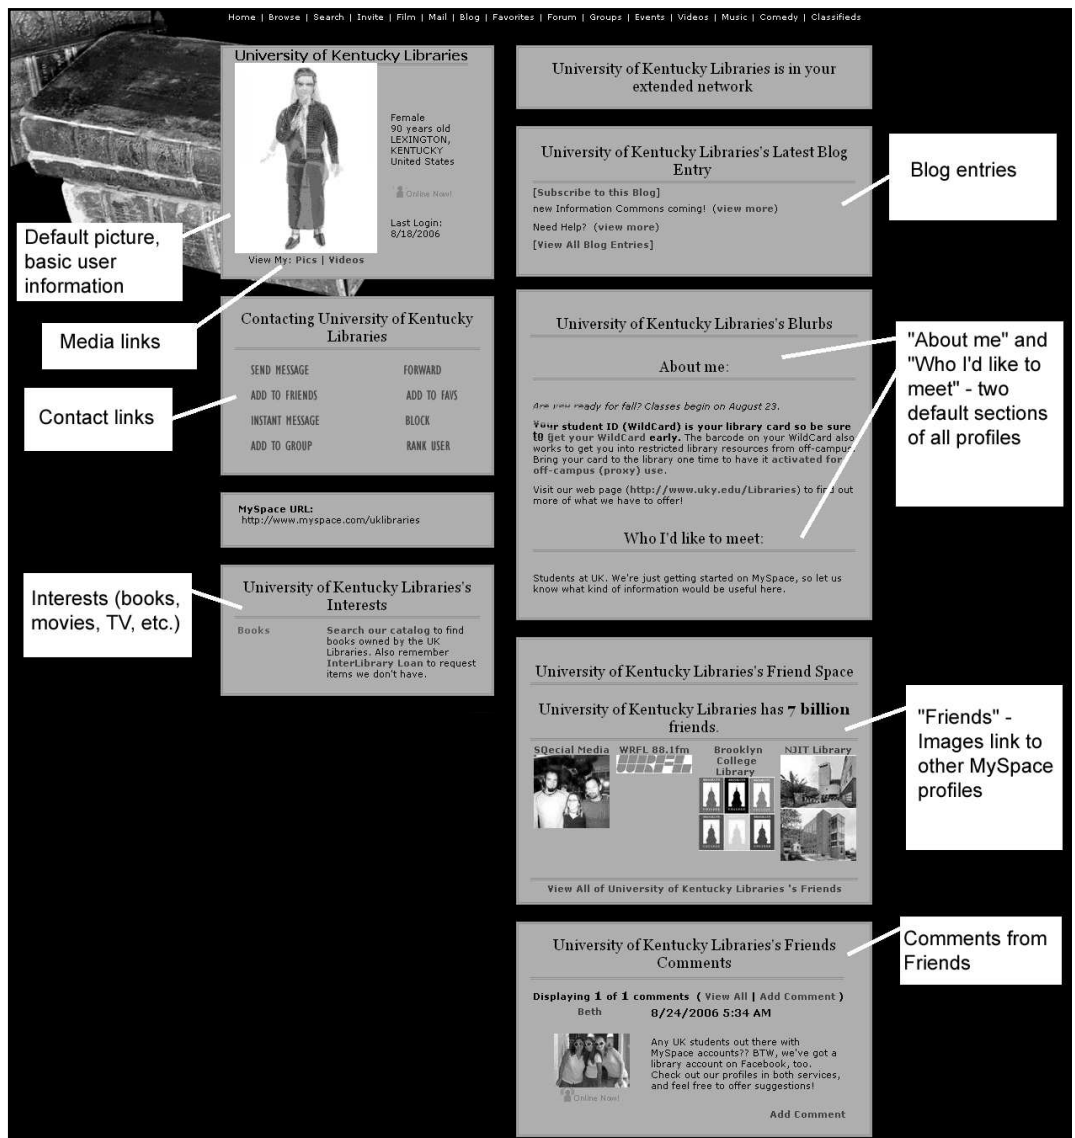 Home | Browse | Search | Invite | Film | Mail | Blog | Favorites | Forum | Groups | Events | Videos | Music | Comedy | Classifieds
University of Kentucky Libraries
Female
90 years old
LEXINGTON,
KENTUCKY
United States
Online Now!
Last Login:
8/18/2006
View My: Pics | Videos
Default picture,
basic user
information
Media links
Contacting University of Kentucky
Libraries
SEND MESSAGE FORWARD
ADD TO FRIENDS ADD TO FAVS
INSTANT MESSAGE BLOCK
ADD TO GROUP RANK USER
Contact links
MySpace URL:
http://www.myspace.com/uklibraries
University of Kentucky Libraries's
Interests
Books
Search our catalog to find
books owned by the UK
Libraries. Also remember
InterLibrary Loan to request
items we don't have.
Interests (books,
movies, TV, etc.)
University of Kentucky Libraries is in your
extended network
University of Kentucky Libraries's Latest Blog
Entry
[Subscribe to this Blog]
new Information Commons coming! (view more)
Need Help? (view more)
[View All Blog Entries]
Blog entries
University of Kentucky Libraries's Blurbs
About me:
Are you ready for fall? Classes begin on August 23.
Your student ID (WildCard) is your library card so be sure
to get your WildCard early. The barcode on your WildCard also
works to get you into restricted library resources from off-campus.
Bring your card to the library one time to have it activated for
off-campus (proxy) use.
Visit our web page (http://www.uky.edu/Libraries) to find out
more of what we have to offer!
Who I'd like to meet:
Students at UK. We're just getting started on MySpace, so let us
know what kind of information would be useful here.
"About me" and
"Who I'd like to
meet" - two
default sections
of all profiles
University of Kentucky Libraries's Friend Space
University of Kentucky Libraries has 7 billion
friends.
SQecial Media
WRFL 88.1fm
WRFL
Brooklyn
College
Library
NJIT Library
View All of University of Kentucky Libraries 's Friends
"Friends" -
Images link to
other MySpace
profiles
University of Kentucky Libraries's Friends
Comments
Displaying 1 of 1 comments ( View All | Add Comment )
Beth
Online Now!
8/24/2006 5:34 AM
Any UK students out there with
MySpace accounts?? BTW, we've got a
library account on Facebook, too.
Check out our profiles in both services,
and feel free to offer suggestions!
Add Comment
Comments from
Friends